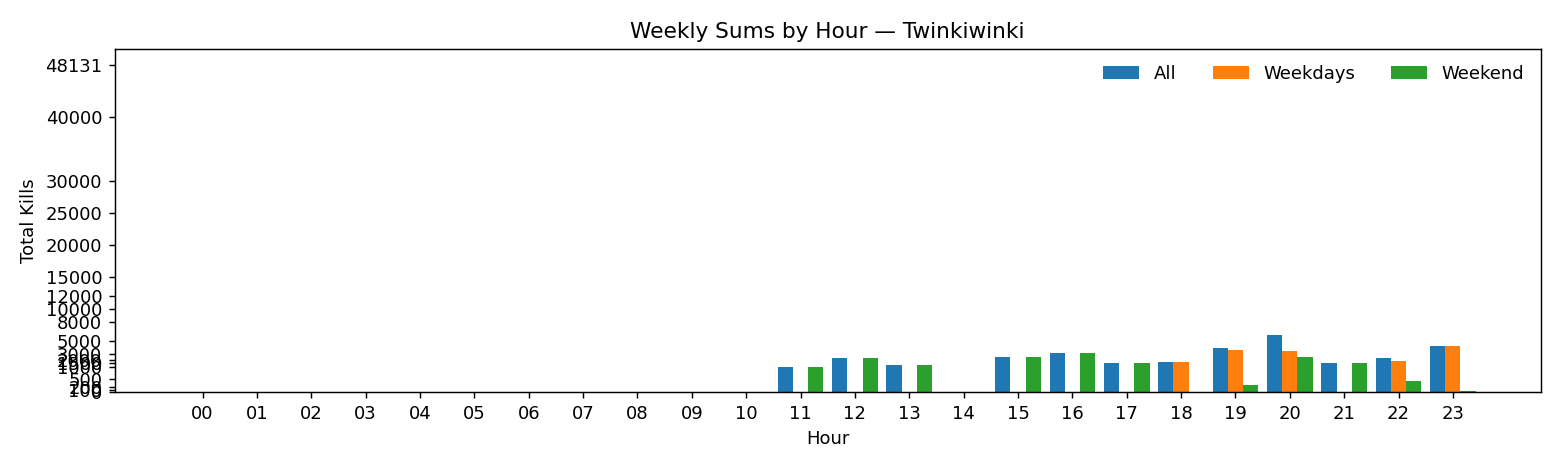 Weekly Sums by Hour — Twinkiwinki
All Weekdays Weekend
Total Kills
48131
40000
30000
25000
20000
15000
12000
10000
8000
5000
3000
1000
00 01 02 03 04 05 06 07 08 09 10 11 12 13 14 15 16 17 18 19 20 21 22 23
Hour